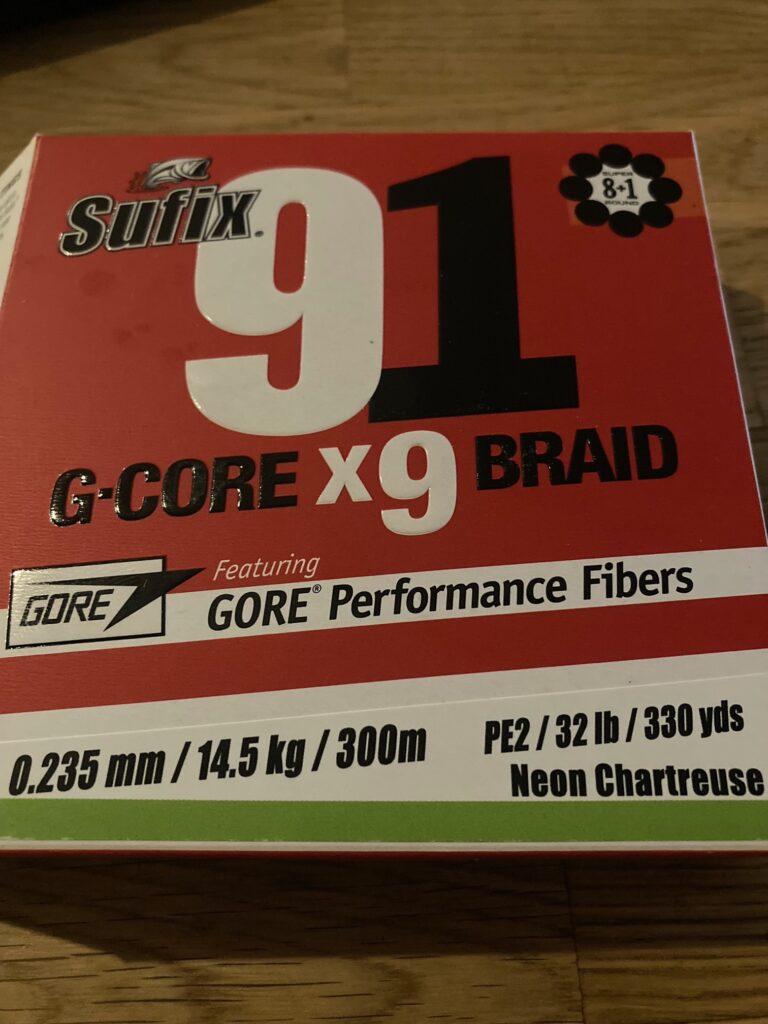 Sufix
91
SUPER
8+1
ROUND
G-CORE X9 BRAID
GORE
Featuring
GORE® Performance Fibers
0.235 mm / 14.5 kg / 300m
PE2 / 32 lb / 330 yds
Neon Chartreuse